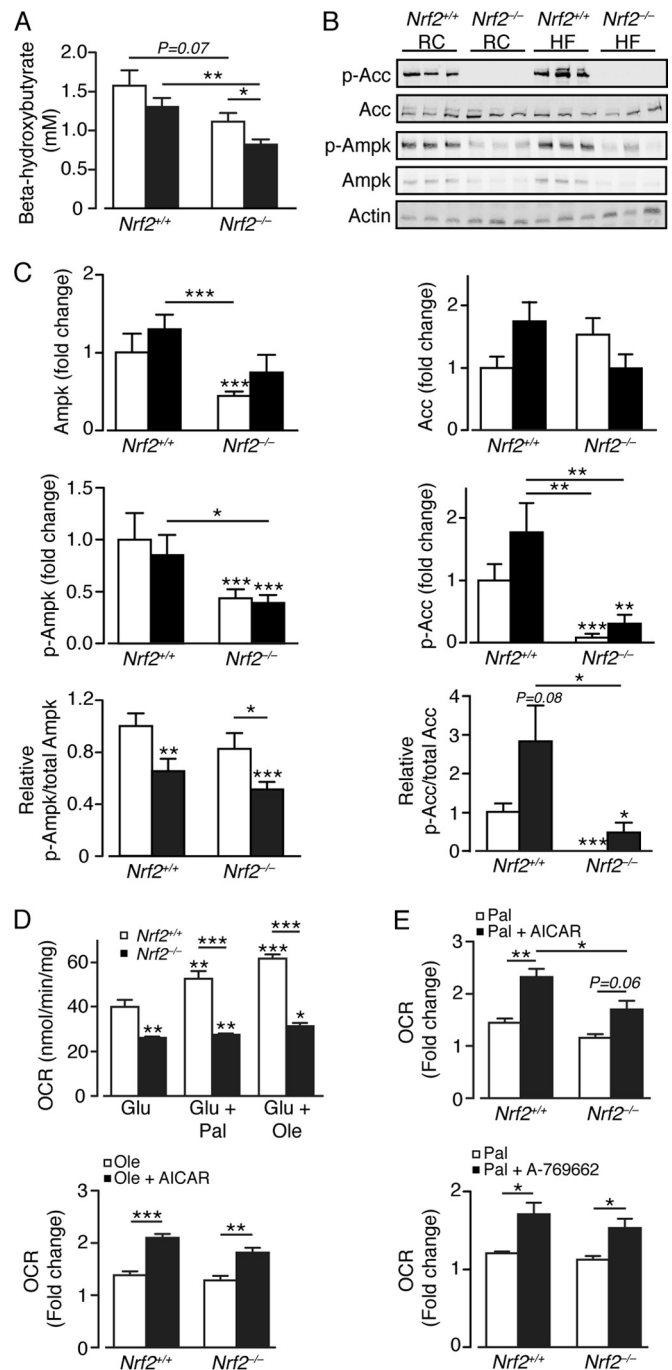 A
P=0.07
**
*
Beta-hydroxybutyrate
(mM)
2.0
1.5
1.0
0.5
0
Nrf2+/+ Nrf2–/–
B
Nrf2+/+ Nrf2–/– Nrf2+/+ Nrf2–/–
RC RC HF HF
p-Acc
Acc
p-Ampk
Ampk
Actin
C
Ampk (fold change)
2
1
0
***
***
Nrf2+/+ Nrf2–/–
Acc (fold change)
2
1
0
Nrf2+/+ Nrf2–/–
p-Ampk (fold change)
1.5
1.0
0.5
0.0
*
*** ***
Nrf2+/+ Nrf2–/–
p-Acc (fold change)
2
1
0
**
**
*** **
Nrf2+/+ Nrf2–/–
Relative
p-Ampk/total Ampk
1.2
0.8
0.4
0
*
** ***
Nrf2+/+ Nrf2–/–
Relative
p-Acc/total Acc
4
3
2
1
0
*
P=0.08
*** *
Nrf2+/+ Nrf2–/–
D
Nrf2+/+
Nrf2–/–
OCR (nmol/min/mg)
60
40
20
0
*** ***
** ***
** ** *
Glu Glu + Glu +
Pal Ole
Ole
Ole + AICAR
OCR
(Fold change)
3
2
1
0
*** **
Nrf2+/+ Nrf2–/–
E
Pal
Pal + AICAR
OCR
(Fold change)
3
2
1
0
** *
P=0.06
Nrf2+/+ Nrf2–/–
Pal
Pal + A-769662
OCR
(Fold change)
2
1
0
* *
Nrf2+/+ Nrf2–/–